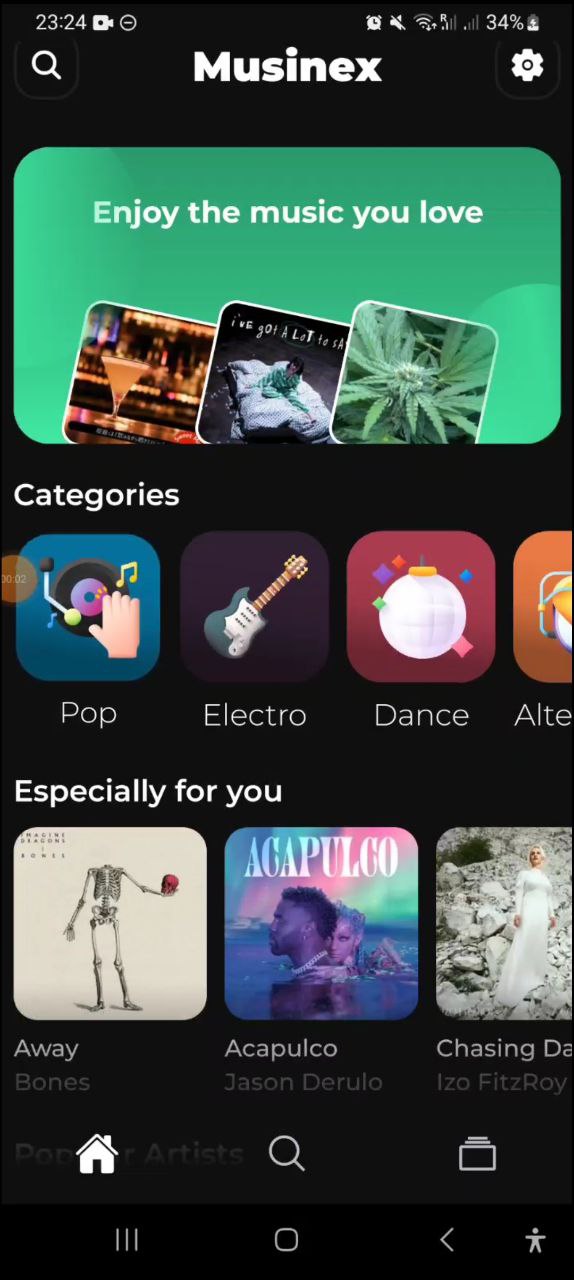 23:24
R
34%
Musinex
Enjoy the music you love
i'VE gOt A LOT to SA
Categories
00:02
Pop
Electro
Dance
Alte
Especially for you
IMAGINE
DRAGONS
BONES
ACAPULCO
Away
Acapulco
Chasing Da
Bones
Jason Derulo
Izo FitzRoy
Artists